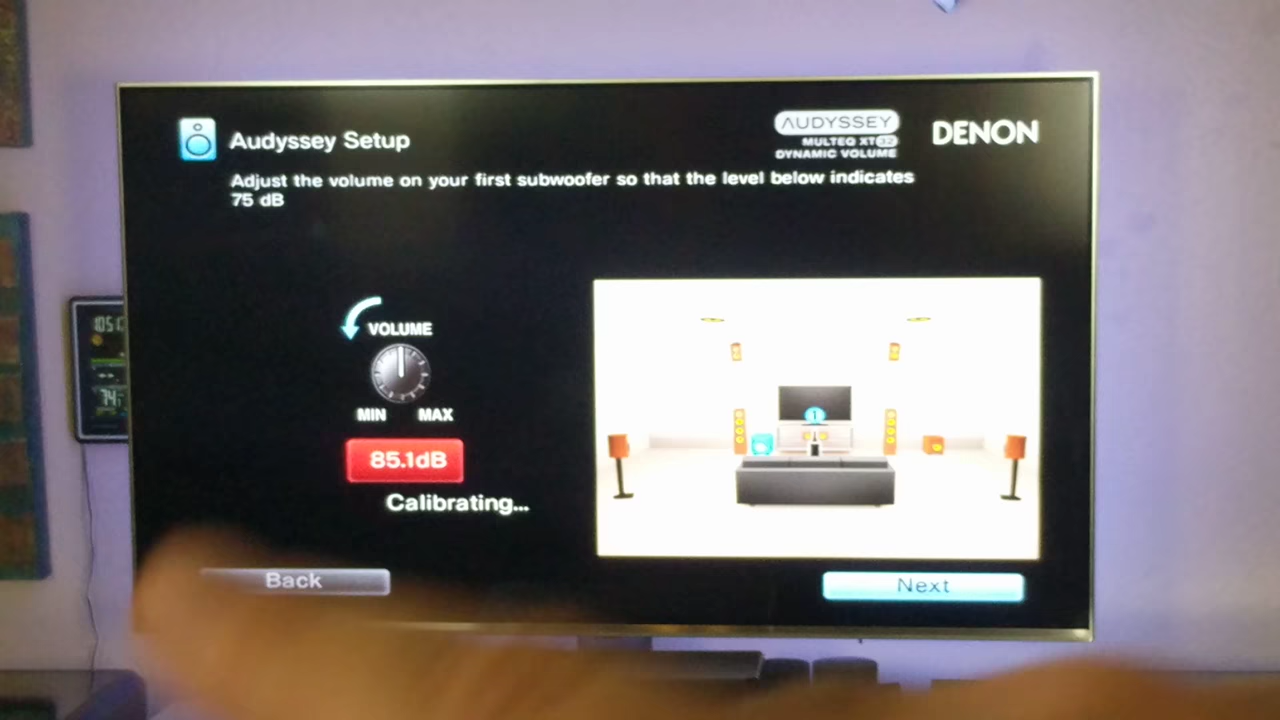 Audyssey Setup
AUDYSSEY
MULTEQ XT32
DYNAMIC VOLUME
DENON
Adjust the volume on your first subwoofer so that the level below indicates
75 dB
VOLUME
MIN MAX
85.1dB
Calibrating...
1
Back
Next